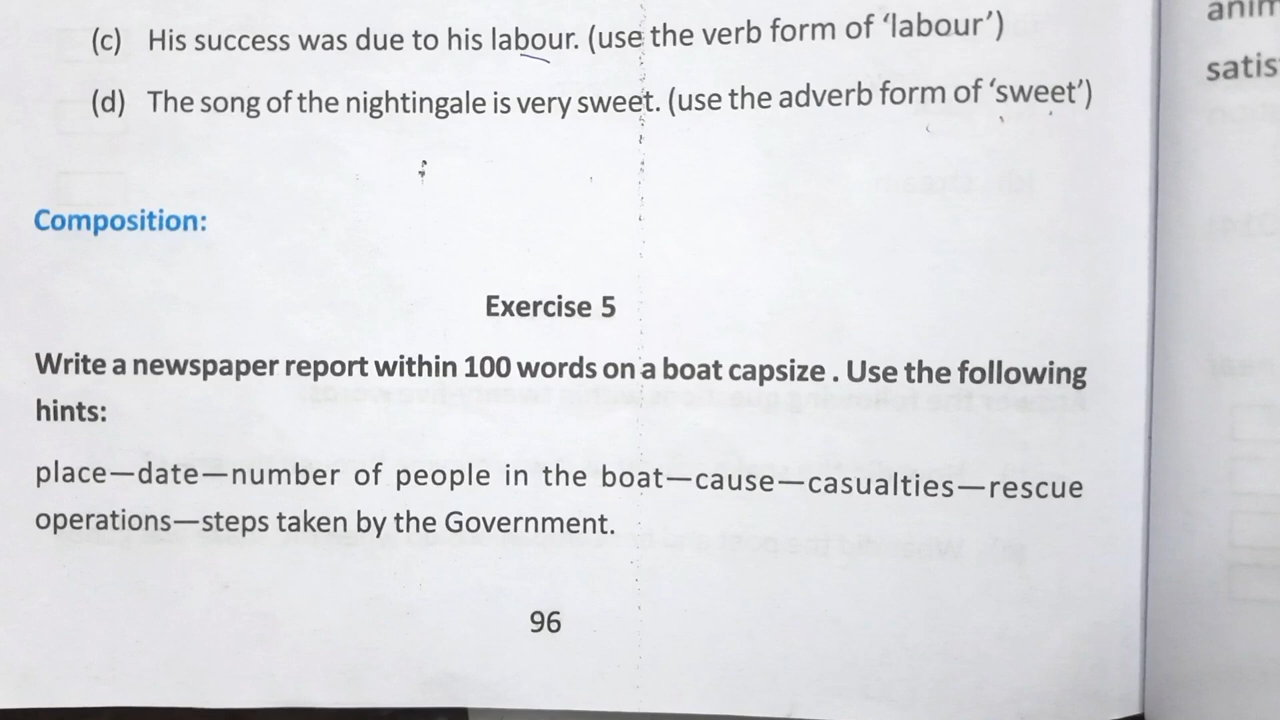 (c) His success was due to his labour. (use the verb form of ‘labour’)
(d) The song of the nightingale is very sweet. (use the adverb form of ‘sweet’)
Composition:
Exercise 5
Write a newspaper report within 100 words on a boat capsize . Use the following
hints:
place—date—number of people in the boat—cause—casualties—rescue
operations—steps taken by the Government.
96